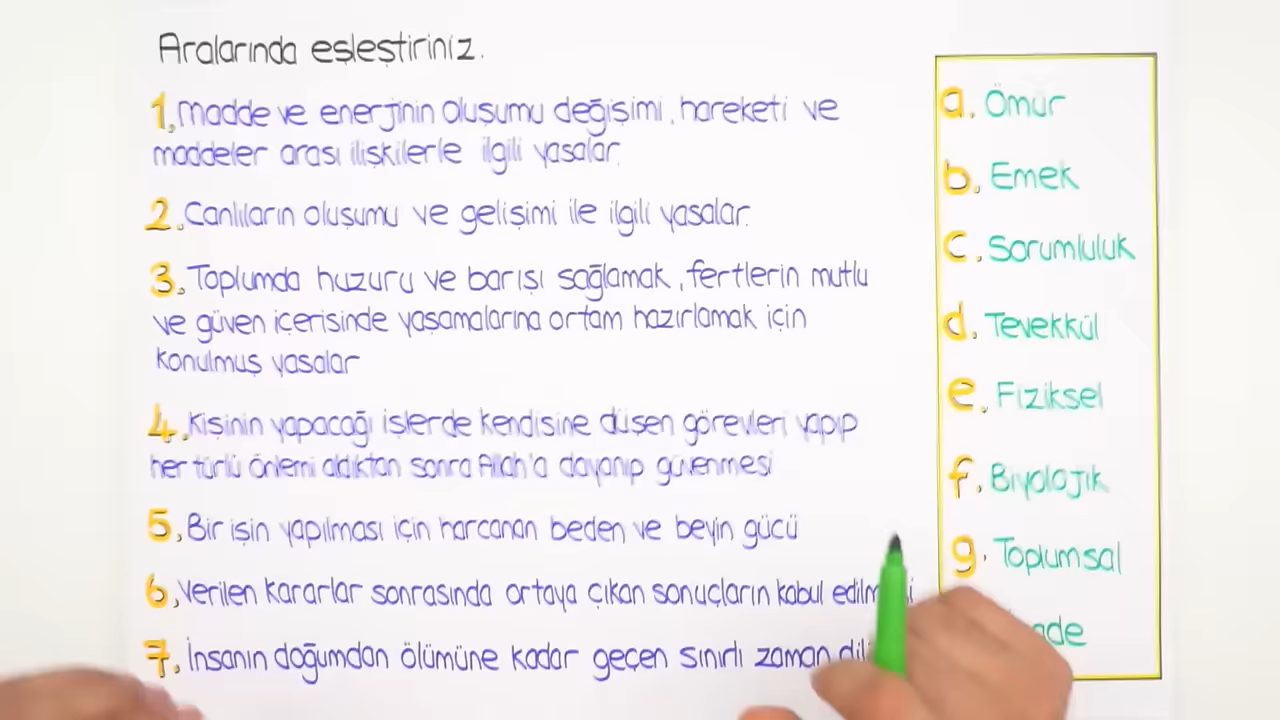 Aralarında eşleştiriniz.
1. Madde ve enerjinin oluşumu değişimi, hareketi ve
maddeler arası ilişkilerle ilgili yasalar.
2. Canlıların oluşumu ve gelişimi ile ilgili yasalar.
3. Toplumda huzuru ve barışı sağlamak, fertlerin mutlu
ve güven içerisinde yaşamalarına ortam hazırlamak için
konulmuş yasalar
4. Kişinin yapacağı işlerde kendisine düşen görevleri yapıp
her türlü önlemi aldıktan sonra Allah'a dayanıp güvenmesi
5. Bir işin yapılması için harcanan beden ve beyin gücü
6. Verilen kararlar sonrasında ortaya çıkan sonuçların kabul
7. İnsanın doğumdan ölümüne kadar geçen sınırlı zaman
a. Ömür
b. Emek
c. Sorumluluk
d. Tevekkül
e. Fiziksel
f. Biyolojik
g. Toplumsal